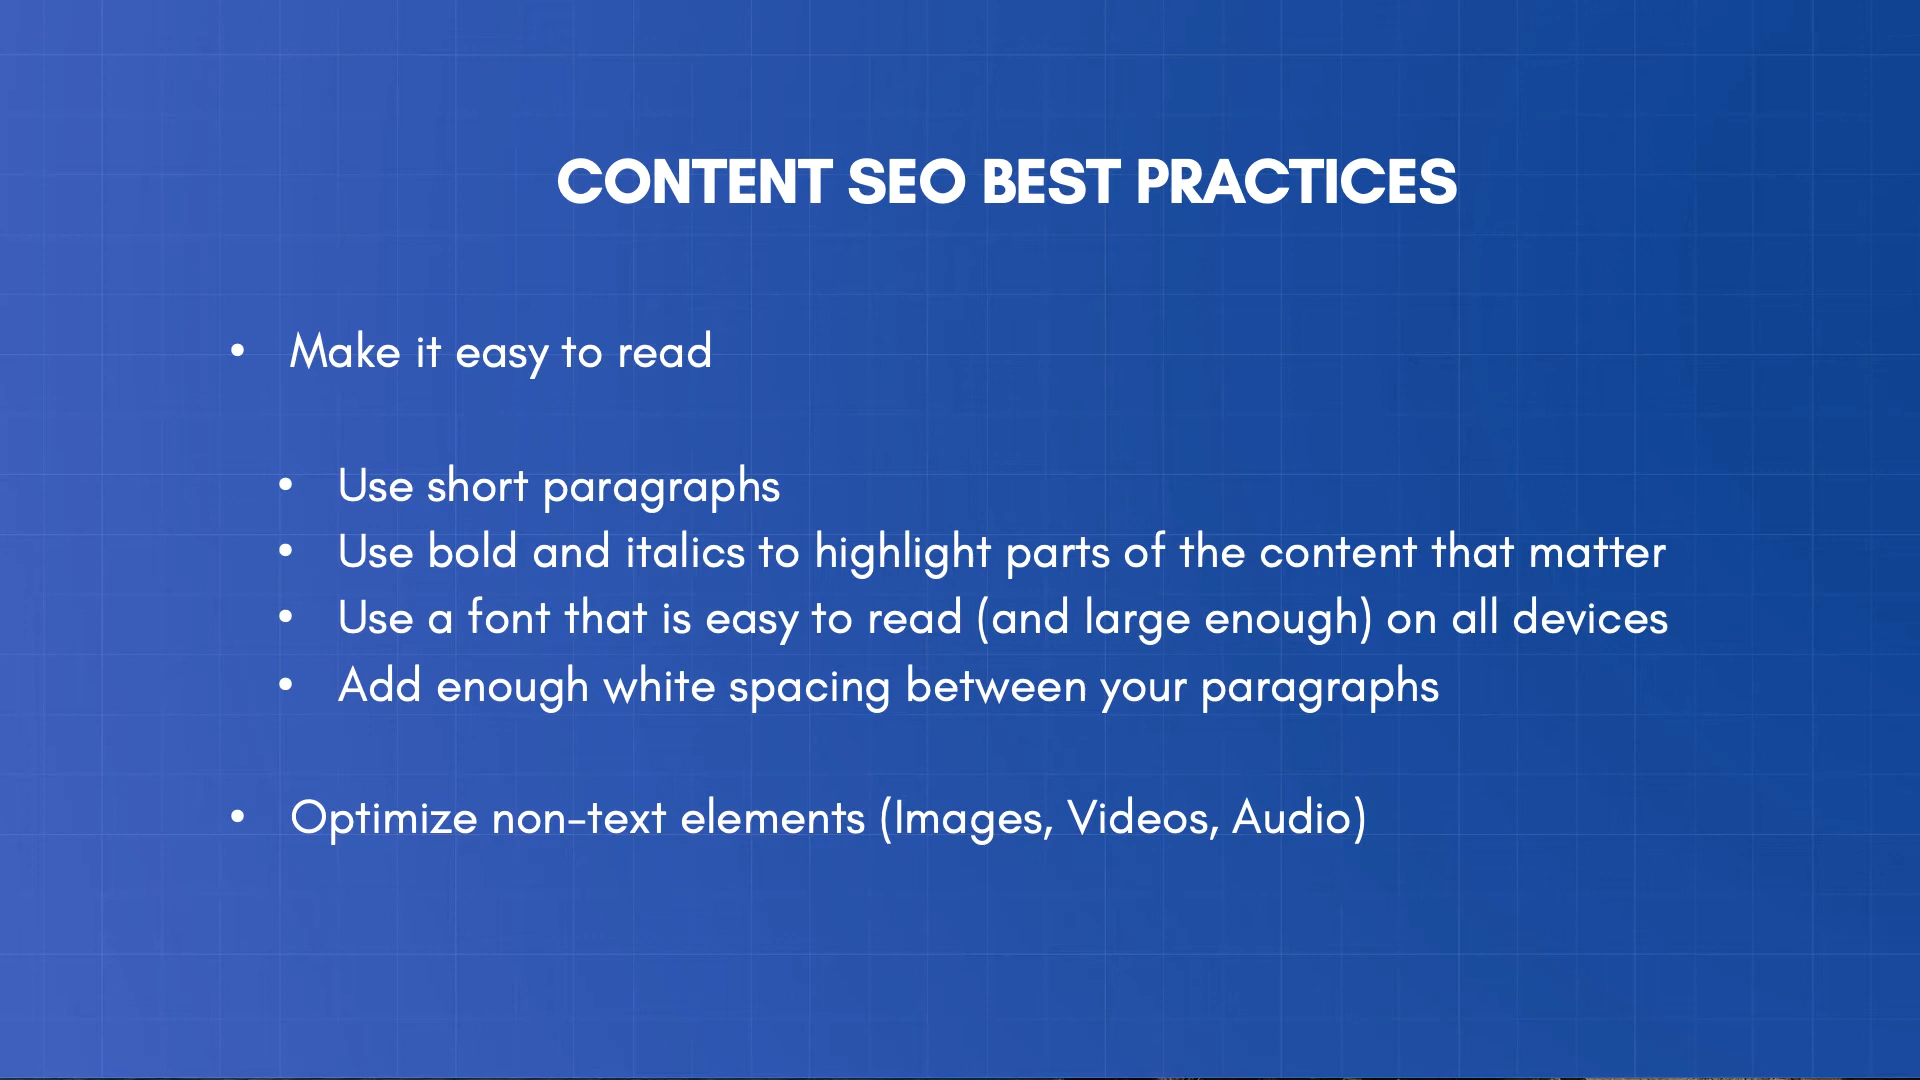 CONTENT SEO BEST PRACTICES
• Make it easy to read
• Use short paragraphs
• Use bold and italics to highlight parts of the content that matter
• Use a font that is easy to read (and large enough) on all devices
• Add enough white spacing between your paragraphs
• Optimize non-text elements (Images, Videos, Audio)